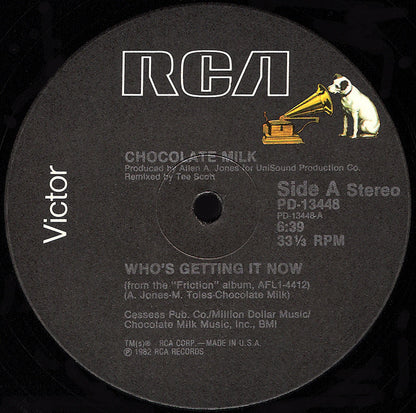 RCA
Victor
CHOCOLATE MILK
Produced by Allen A. Jones for UniSound Production Co.
Remixed by Tee Scott
Side A Stereo
PD-13448
PD-13448-A
6:39
33⅓ RPM
WHO'S GETTING IT NOW
(from the "Friction" album, AFL1-4412)
(A. Jones-M. Toles-Chocolate Milk)
Cessess Pub. Co./Million Dollar Music/
Chocolate Milk Music, Inc., BMI
TM(s)® RCA CORP.—MADE IN U.S.A.
℗ 1982 RCA RECORDS